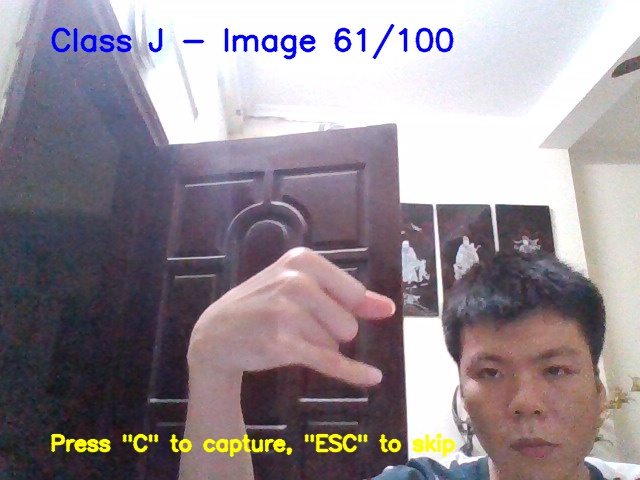 Class J - Image 61/100
Press "C" to capture, "ESC" to skip